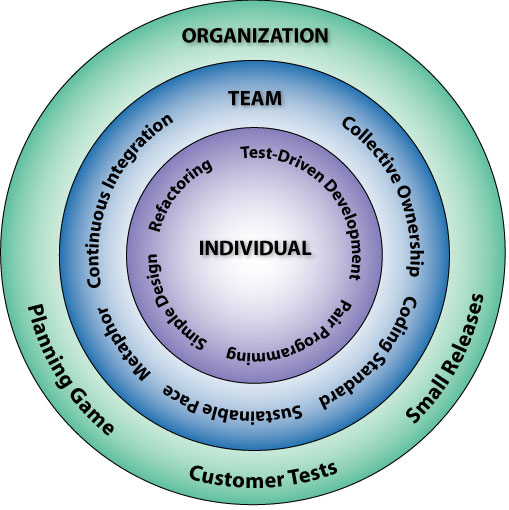 ORGANIZATION
TEAM
Continuous Integration
Collective Ownership
Refactoring
Test-Driven Development
INDIVIDUAL
Simple Design
Pair Programming
Metaphor
Sustainable Pace
Coding Standard
Planning Game
Customer Tests
Small Releases